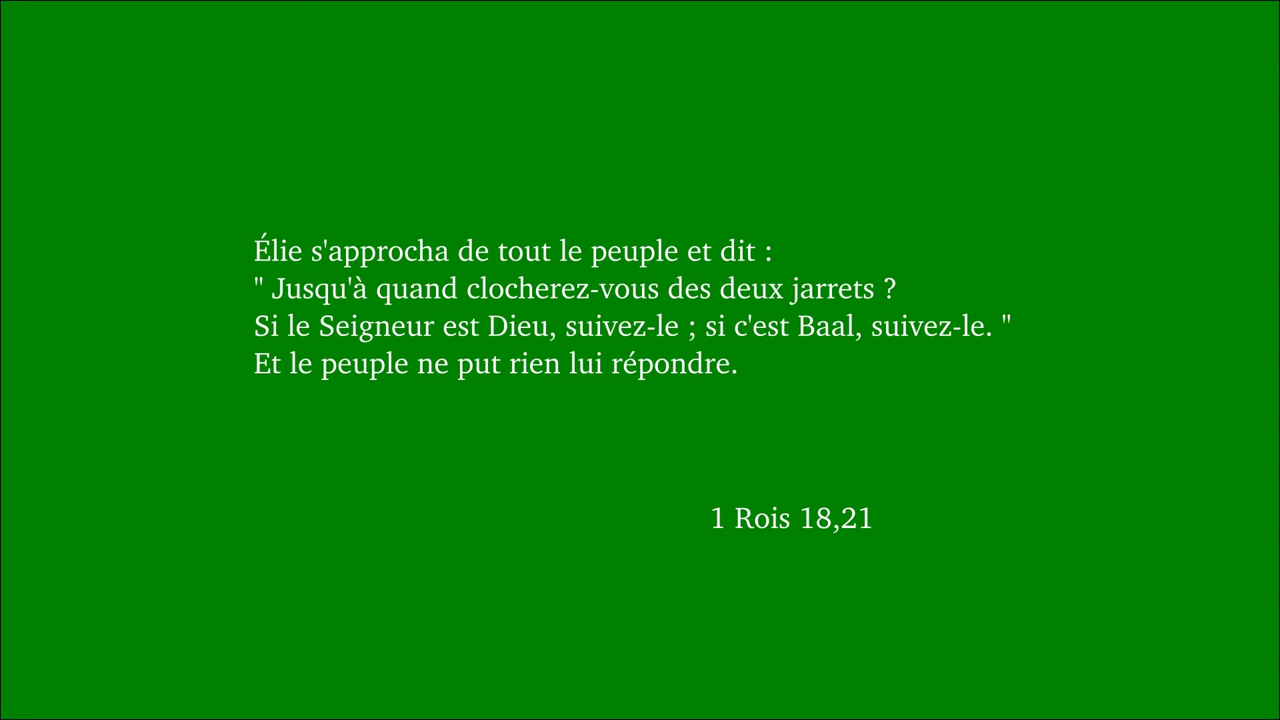 Élie s'approcha de tout le peuple et dit :
" Jusqu'à quand clocherez-vous des deux jarrets ?
Si le Seigneur est Dieu, suivez-le ; si c'est Baal, suivez-le. "
Et le peuple ne put rien lui répondre.
1 Rois 18,21